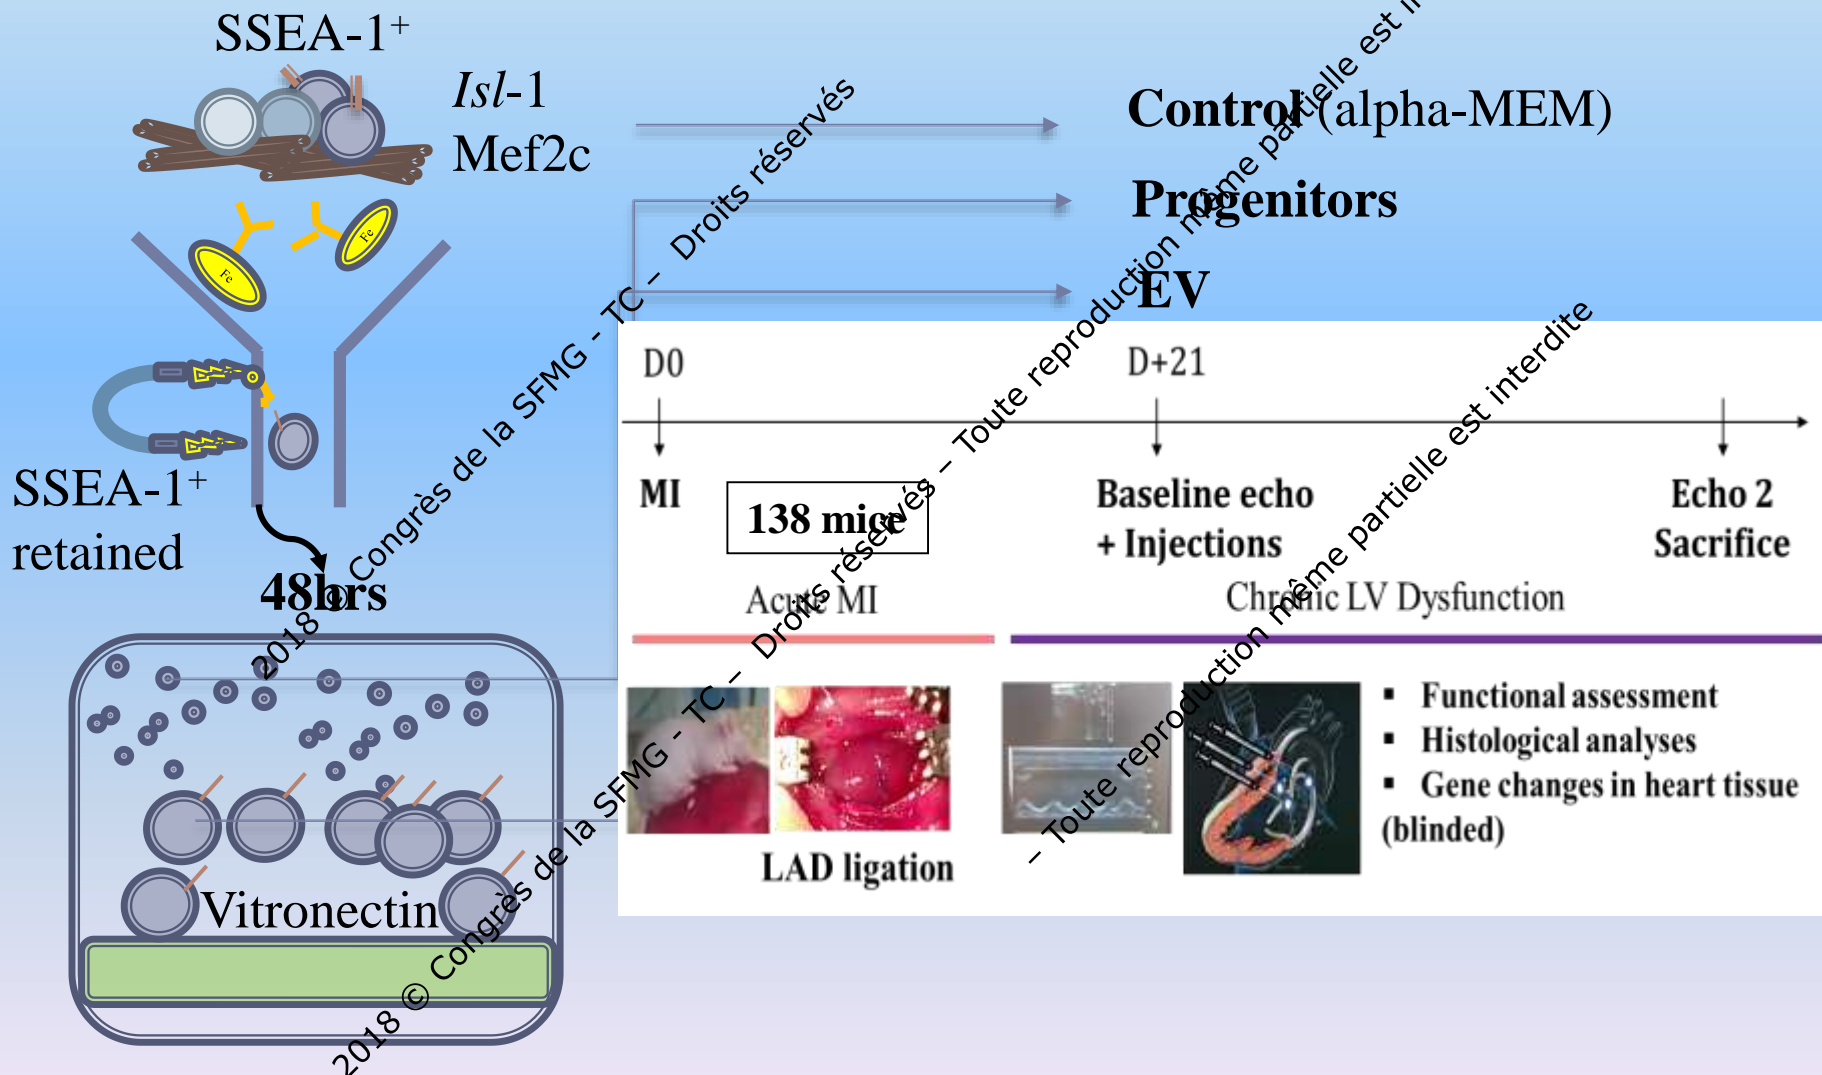 SSEA-1+
Isl-1
Mef2c
Control (alpha-MEM)
Progenitors
EV
Fe
Fe
SSEA-1+
retained
48hrs
Vitronectin
D0
D+21
MI
138 mice
Baseline echo
+ Injections
Echo 2
Sacrifice
Acute MI
Chronic LV Dysfunction
LAD ligation
▪ Functional assessment
▪ Histological analyses
▪ Gene changes in heart tissue
(blinded)
2018 © Congrès de la SFMG - TC – Droits réservés – Toute reproduction même partielle est interdite
2018 © Congrès de la SFMG - TC – Droits réservés – Toute reproduction même partielle est